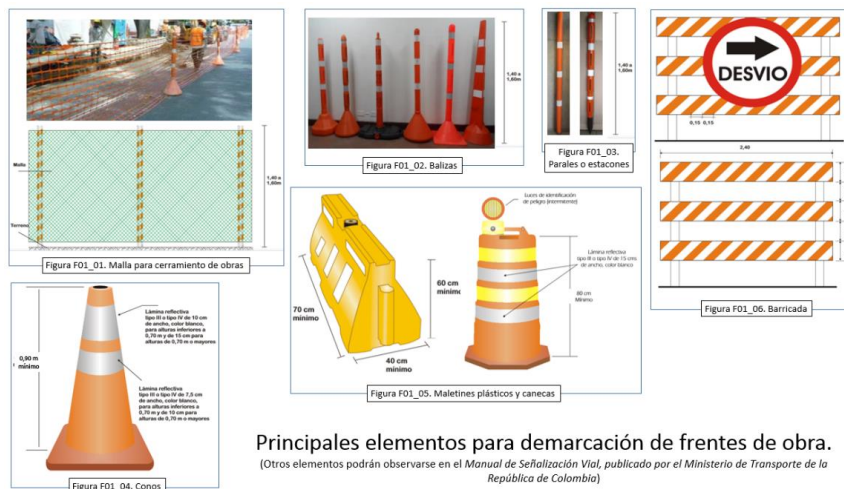 Malla
Terreno
1,40 a
1,60m
Figura F01_01. Malla para cerramiento de obras
1,40 a
1,60m
Figura F01_02. Balizas
1,40 a
1,60m
Figura F01_03.
Parales o estacones
DESVIO
0,15
0,15
2,40
Figura F01_06. Barricada
0,90 m
mínimo
Lámina reflectiva
tipo III o tipo IV de 10 cm
de ancho, color blanco,
para alturas inferiores a
0,70 m y de 15 cm para
alturas de 0,70 m o mayores
Lámina reflectiva
tipo III o tipo IV de 7,5 cm
de ancho, color blanco,
para alturas inferiores a
0,70 m y de 10 cm para
alturas de 0,70 m o mayores
Figura F01_04. Conos
70 cm
mínimo
60 cm
mínimo
40 cm
mínimo
Luces de identificación
de peligro (intermitente)
Lámina reflectiva
tipo III o tipo IV de 15 cms
de ancho, color blanco
80 cm
Mínimo
Figura F01_05. Maletines plásticos y canecas
Principales elementos para demarcación de frentes de obra.
(Otros elementos podrán observarse en el Manual de Señalización Vial, publicado por el Ministerio de Transporte de la
República de Colombia)